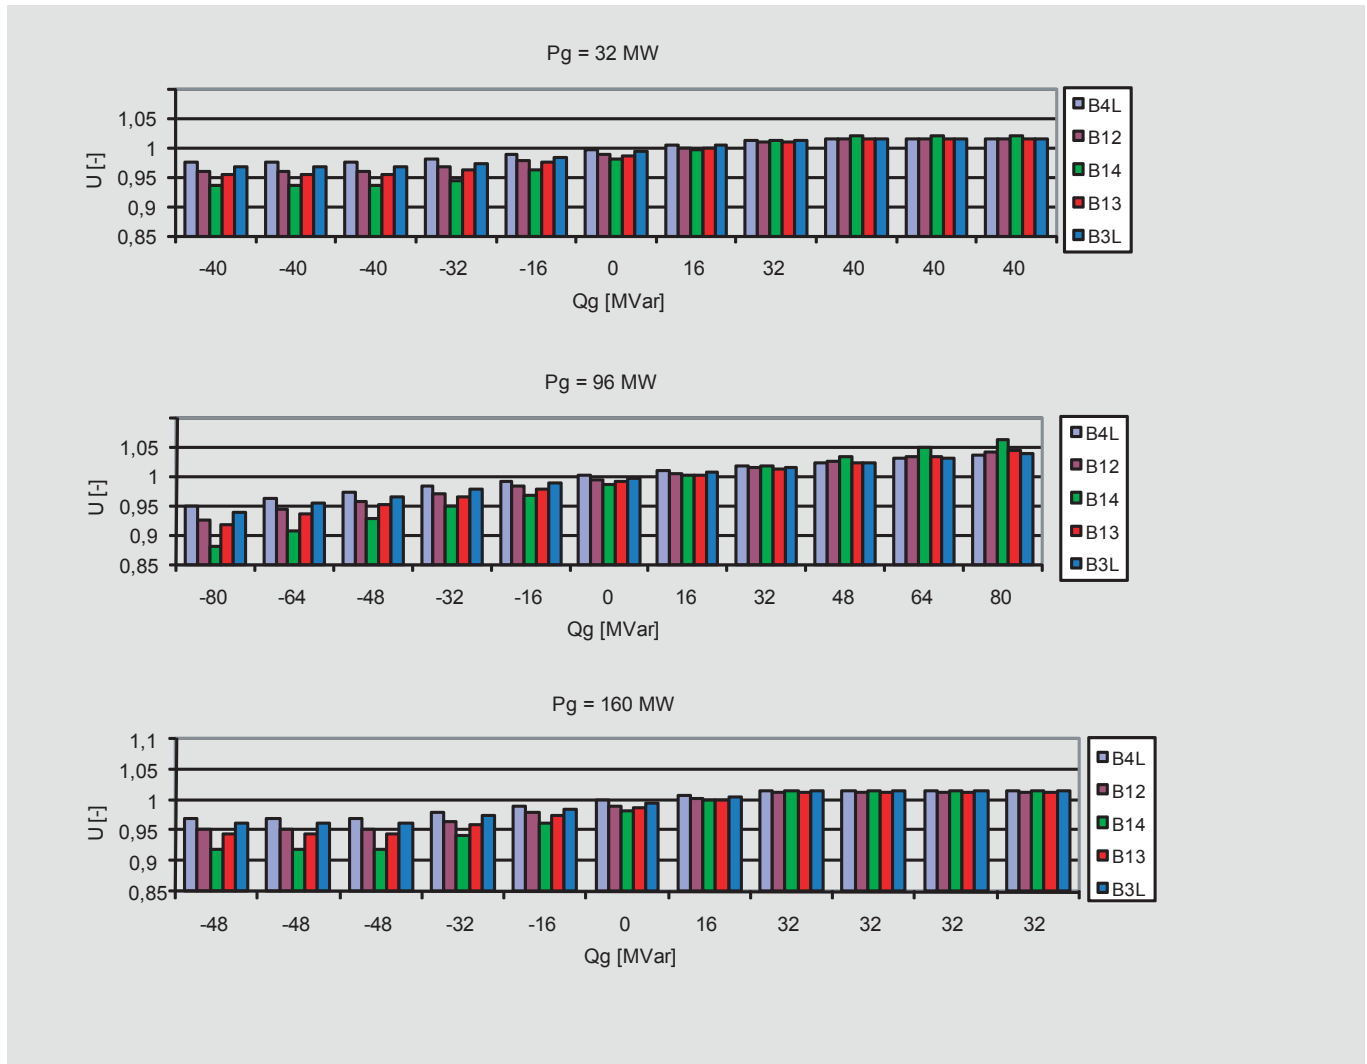 Pg = 32 MW
1,05
1
0,95
0,9
0,85
U [-]
-40 -40 -40 -32 -16 0 16 32 40 40 40
Qg [MVar]
B4L
B12
B14
B13
B3L
Pg = 96 MW
1,05
1
0,95
0,9
0,85
U [-]
-80 -64 -48 -32 -16 0 16 32 48 64 80
Qg [MVar]
B4L
B12
B14
B13
B3L
Pg = 160 MW
1,1
1,05
1
0,95
0,9
0,85
U [-]
-48 -48 -48 -32 -16 0 16 32 32 32 32
Qg [MVar]
B4L
B12
B14
B13
B3L